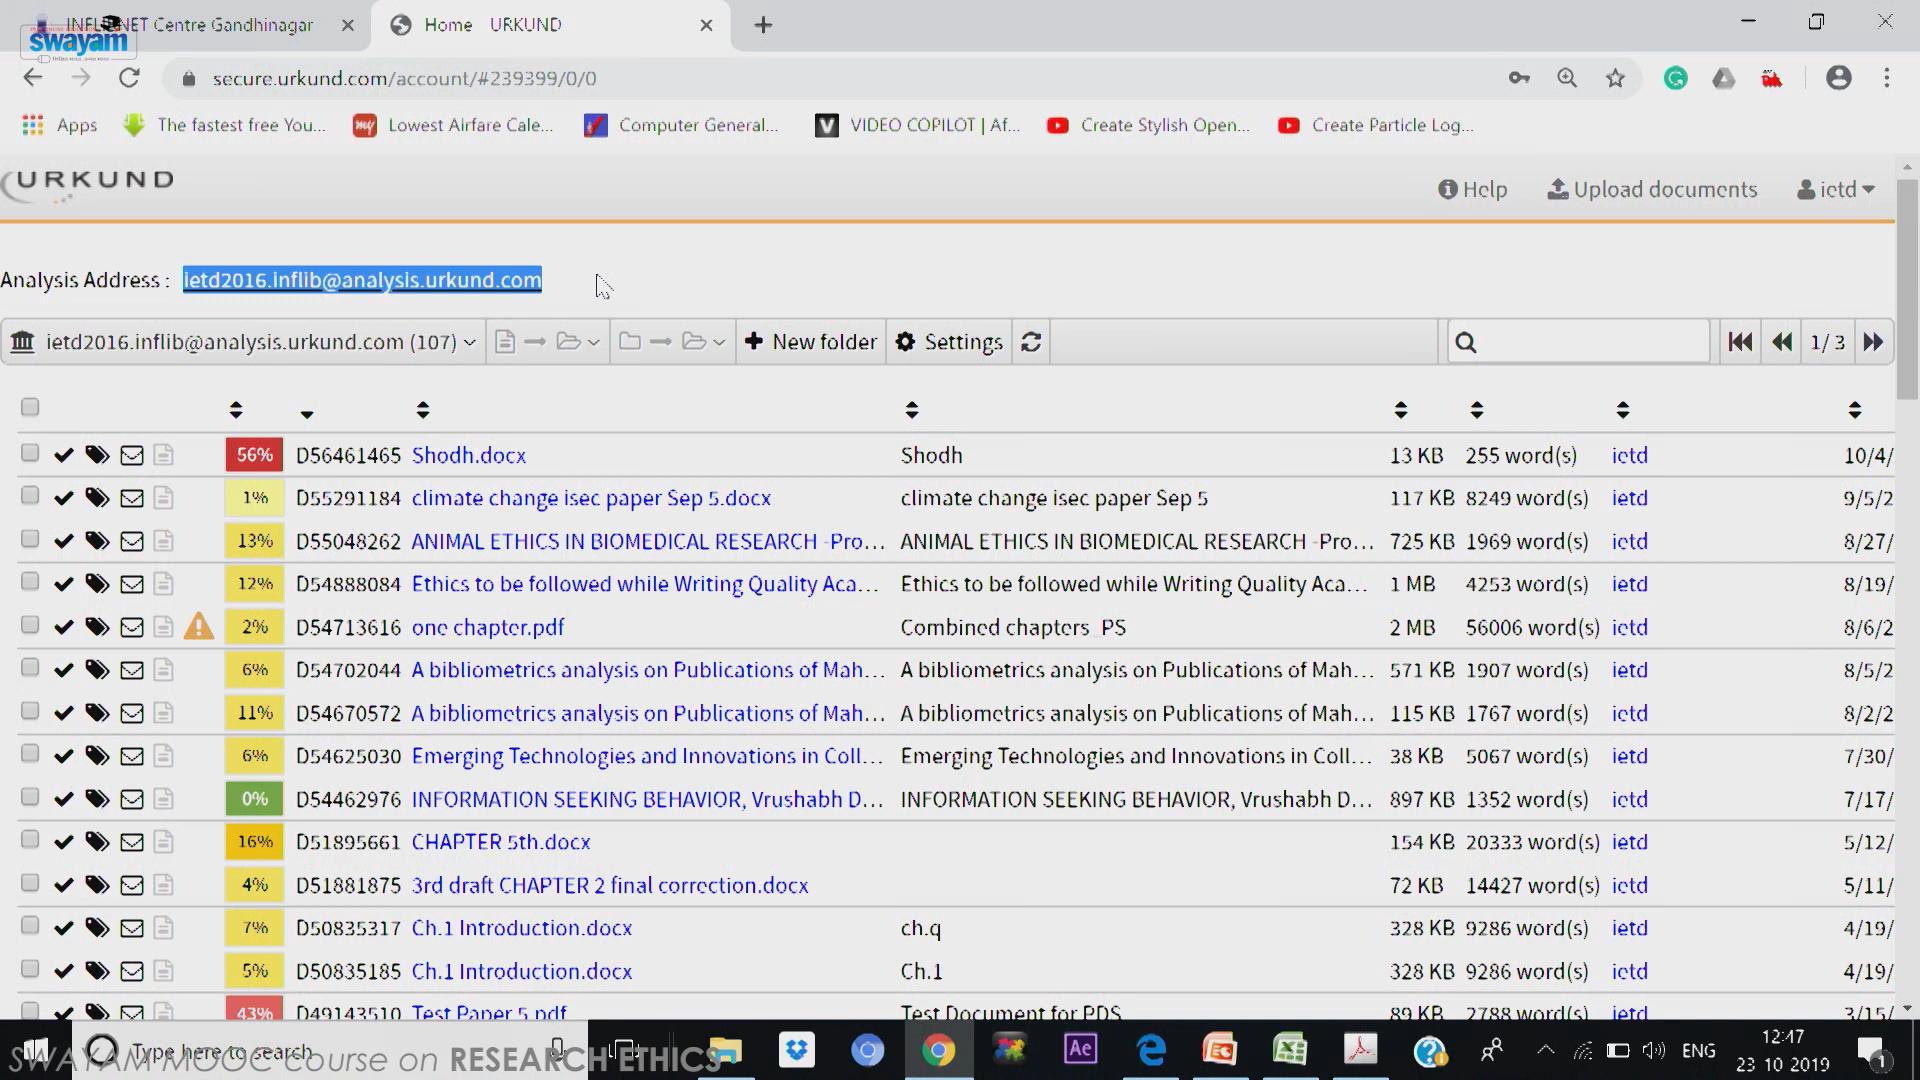 INFLIBNET Centre Gandhinagar
Home URKUND
swayam
secure.urkund.com/account/#239399/0/0
Apps The fastest free You... Lowest Airfare Cale... Computer General... VIDEO COPILOT | Af... Create Stylish Open... Create Particle Log...
URKUND
Help Upload documents ietd
Analysis Address : ietd2016.inflib@analysis.urkund.com
ietd2016.inflib@analysis.urkund.com (107) New folder Settings 1/ 3
56% D56461465 Shodh.docx Shodh 13 KB 255 word(s) ietd 10/4/
1% D55291184 climate change isec paper Sep 5.docx climate change isec paper Sep 5 117 KB 8249 word(s) ietd 9/5/2
13% D55048262 ANIMAL ETHICS IN BIOMEDICAL RESEARCH -Pro... ANIMAL ETHICS IN BIOMEDICAL RESEARCH -Pro... 725 KB 1969 word(s) ietd 8/27/
12% D54888084 Ethics to be followed while Writing Quality Aca... Ethics to be followed while Writing Quality Aca... 1 MB 4253 word(s) ietd 8/19/
2% D54713616 one chapter.pdf Combined chapters_PS 2 MB 56006 word(s) ietd 8/6/2
6% D54702044 A bibliometrics analysis on Publications of Mah... A bibliometrics analysis on Publications of Mah... 571 KB 1907 word(s) ietd 8/5/2
11% D54670572 A bibliometrics analysis on Publications of Mah... A bibliometrics analysis on Publications of Mah... 115 KB 1767 word(s) ietd 8/2/2
6% D54625030 Emerging Technologies and Innovations in Coll... Emerging Technologies and Innovations in Coll... 38 KB 5067 word(s) ietd 7/30/
0% D54462976 INFORMATION SEEKING BEHAVIOR, Vrushabh D... INFORMATION SEEKING BEHAVIOR, Vrushabh D... 897 KB 1352 word(s) ietd 7/17/
16% D51895661 CHAPTER 5th.docx 154 KB 20333 word(s) ietd 5/12/
4% D51881875 3rd draft CHAPTER 2 final correction.docx 72 KB 14427 word(s) ietd 5/11/
7% D50835317 Ch.1 Introduction.docx ch.q 328 KB 9286 word(s) ietd 4/19/
5% D50835185 Ch.1 Introduction.docx Ch.1 328 KB 9286 word(s) ietd 4/19/
43% D49143510 Test Paper 5.pdf Test Document for PDS 89 KB 2788 word(s) ietd 3/15/
Type here to search
SWAYAM MOOC course on RESEARCH ETHICS
Ae
ENG
12:47
23-10-2019
1